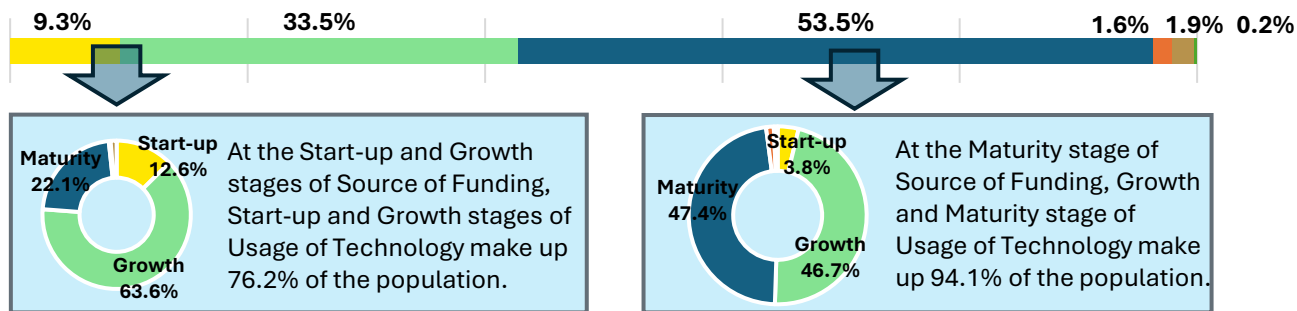 9.3% 33.5% 53.5% 1.6% 1.9% 0.2%
Start-up
12.6%
Maturity
22.1%
Growth
63.6%
At the Start-up and Growth
stages of Source of Funding,
Start-up and Growth stages of
Usage of Technology make up
76.2% of the population.
Start-up
3.8%
Maturity
47.4%
Growth
46.7%
At the Maturity stage of
Source of Funding, Growth
and Maturity stage of
Usage of Technology make
up 94.1% of the population.